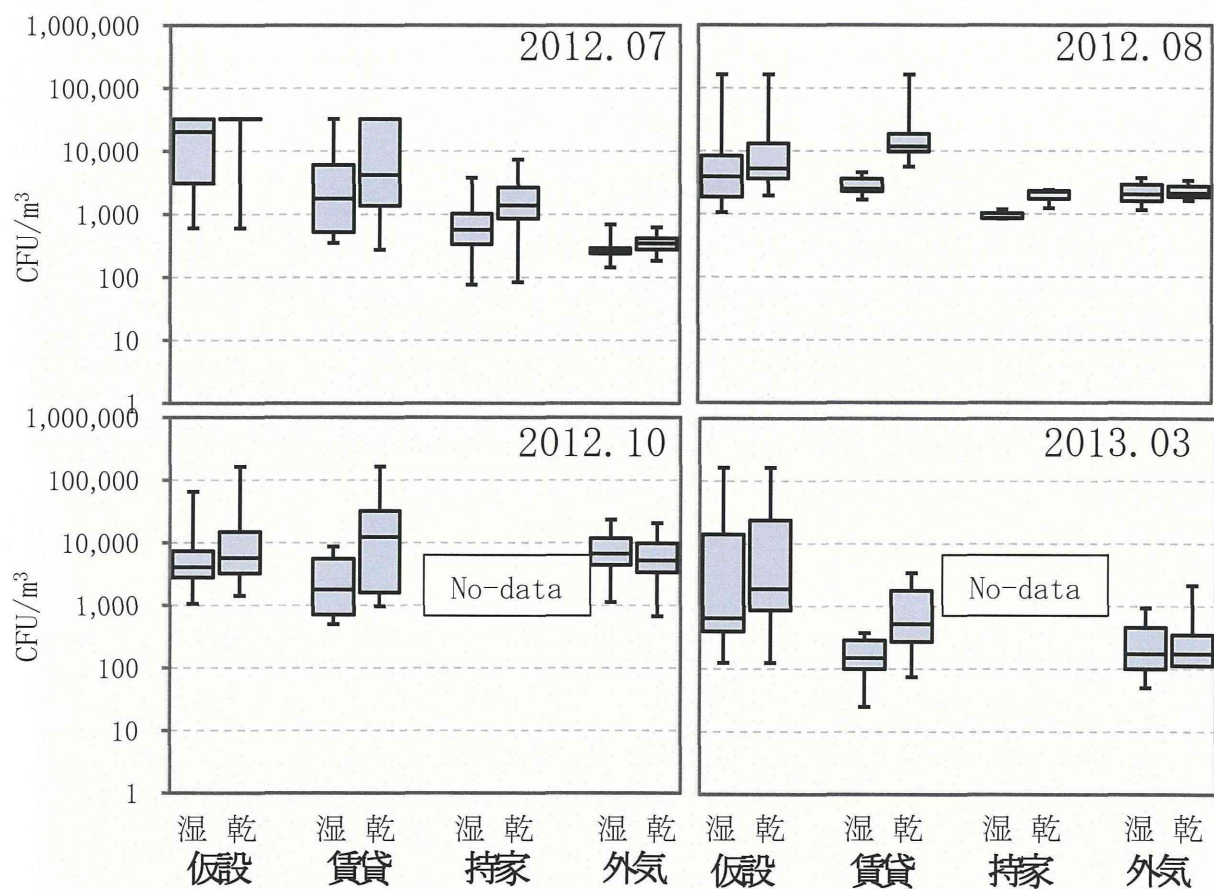 2012.07
2012.08
1,000,000
100,000
10,000
1,000
100
10
1
CFU/m³
2012.10
2013.03
1,000,000
100,000
10,000
1,000
100
10
1
CFU/m³
No-data
No-data
湿 乾 湿 乾 湿 乾 湿 乾
仮設 賃貸 持家 外気
湿 乾 湿 乾 湿 乾 湿 乾
仮設 賃貸 持家 外気